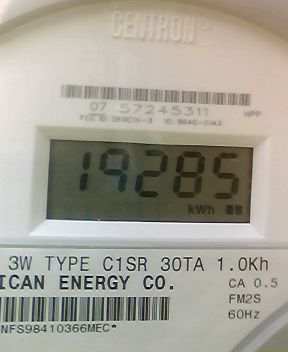 CENTRON
07 57245311 HPP
19285
kWh
3W TYPE C1SR 30TA 1.0Kh
ICAN ENERGY CO. CA 0.5
FM2S
60Hz
NFS98410366MEC*